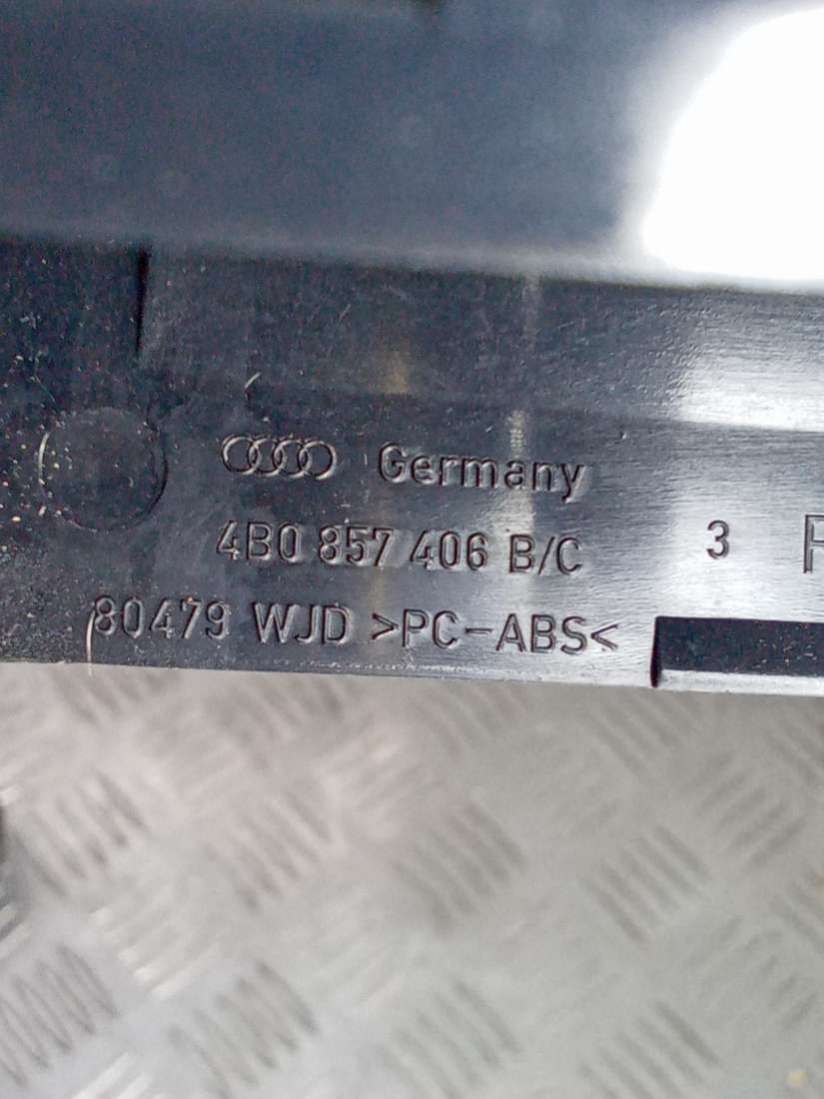 Germany
4B0 857 406 B/C
3
80479 WJD >PC-ABS<